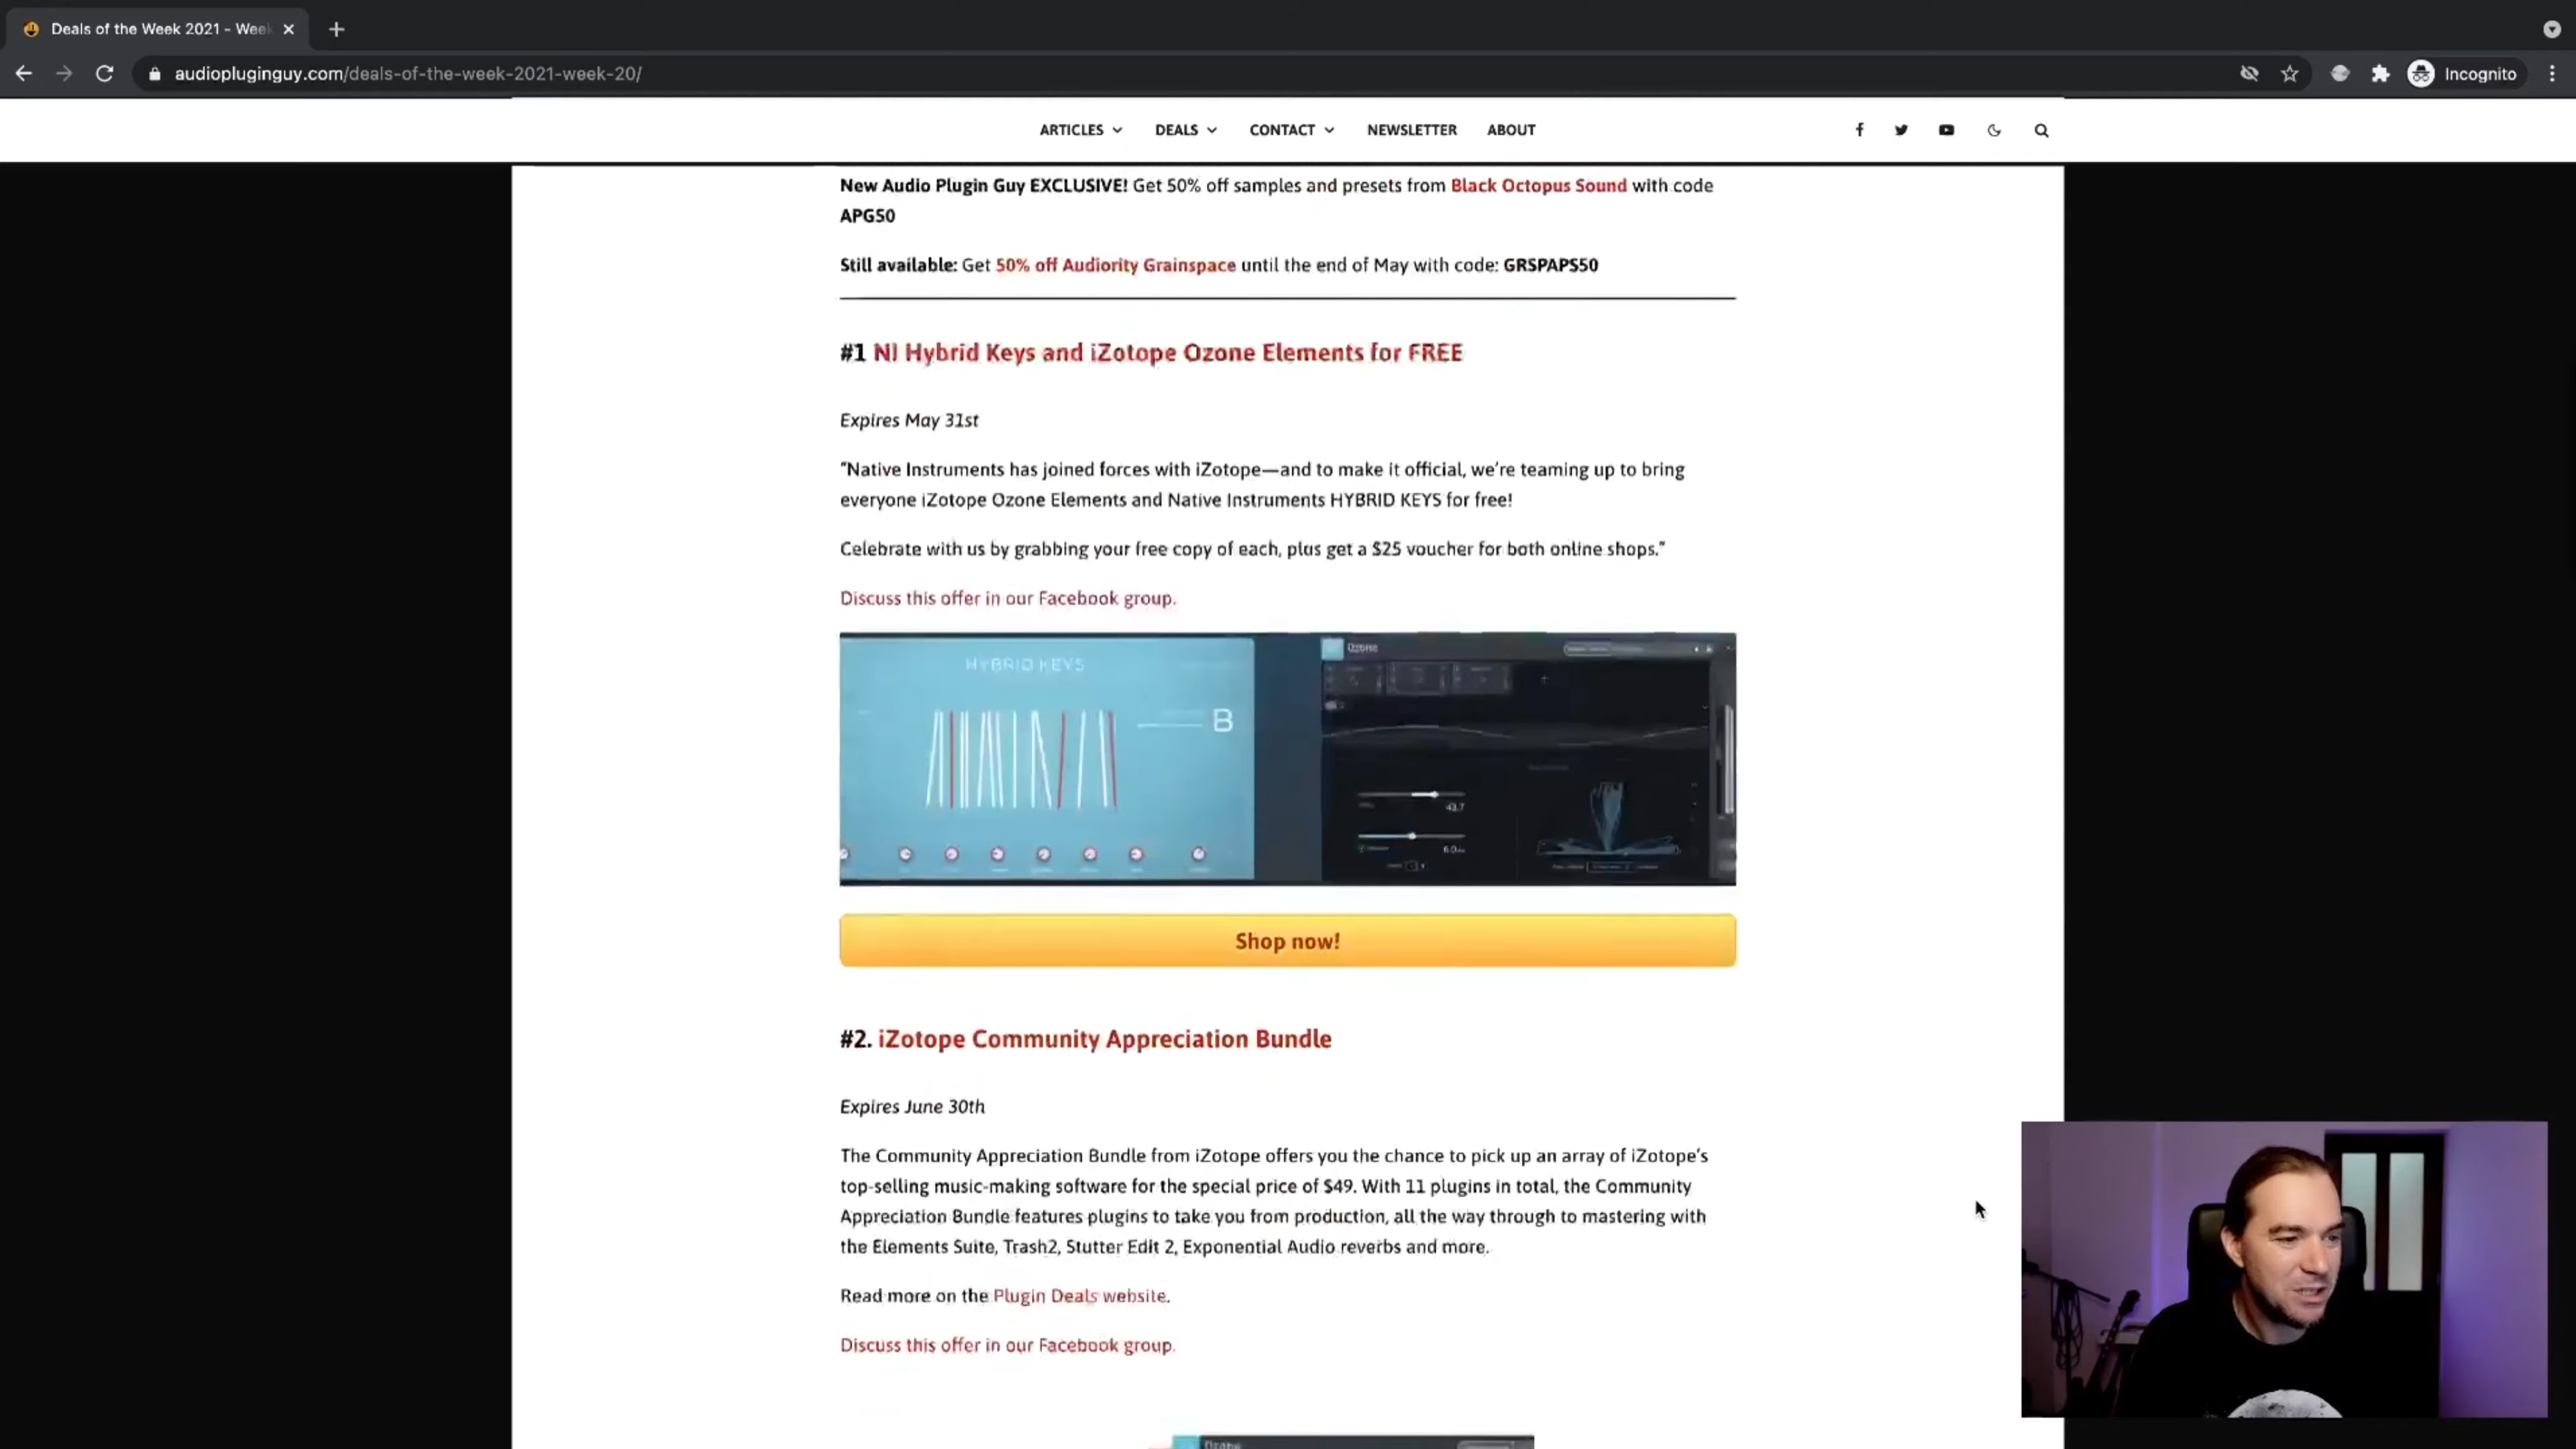 Deals of the Week 2021 - Week
audiopluginguy.com/deals-of-the-week-2021-week-20/
Incognito
ARTICLES
DEALS
CONTACT
NEWSLETTER
ABOUT
New Audio Plugin Guy EXCLUSIVE! Get 50% off samples and presets from Black Octopus Sound with code
APG50
Still available: Get 50% off Audiority Grainspace until the end of May with code: GRSPAPS50
#1 NI Hybrid Keys and iZotope Ozone Elements for FREE
Expires May 31st
“Native Instruments has joined forces with iZotope—and to make it official, we’re teaming up to bring
everyone iZotope Ozone Elements and Native Instruments HYBRID KEYS for free!
Celebrate with us by grabbing your free copy of each, plus get a $25 voucher for both online shops.”
Discuss this offer in our Facebook group.
HYBRID KEYS
B
Ozone
43.7
6.0
Shop now!
#2. iZotope Community Appreciation Bundle
Expires June 30th
The Community Appreciation Bundle from iZotope offers you the chance to pick up an array of iZotope’s
top-selling music-making software for the special price of $49. With 11 plugins in total, the Community
Appreciation Bundle features plugins to take you from production, all the way through to mastering with
the Elements Suite, Trash2, Stutter Edit 2, Exponential Audio reverbs and more.
Read more on the Plugin Deals website.
Discuss this offer in our Facebook group.
Ozone